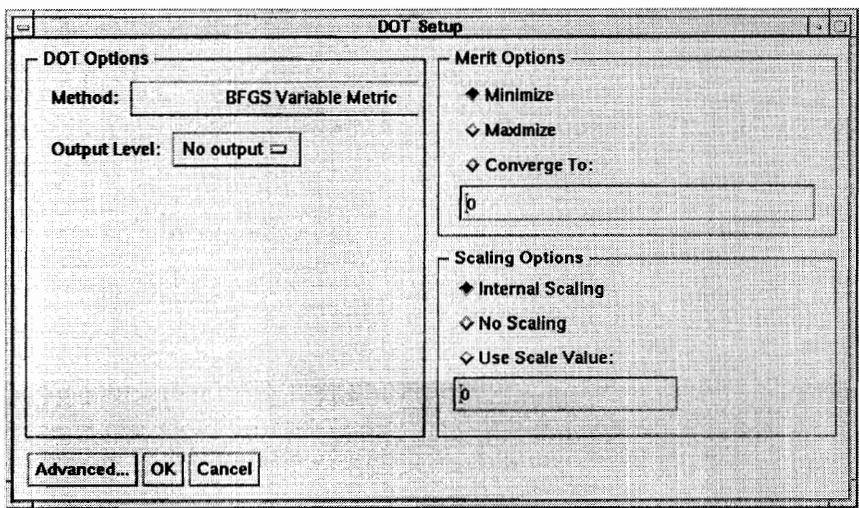 DOT Setup
DOT Options
Method: BFGS Variable Metric
Output Level: No output
Merit Options
Minimize
Maximize
Converge To:
0
Scaling Options
Internal Scaling
No Scaling
Use Scale Value:
0
Advanced... OK Cancel